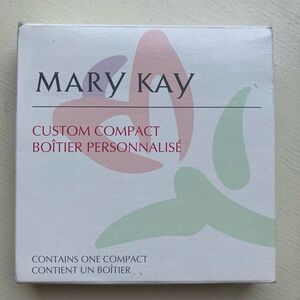 MARY KAY
CUSTOM COMPACT
BOÎTIER PERSONNALISÉ
CONTAINS ONE COMPACT
CONTIENT UN BOÎTIER